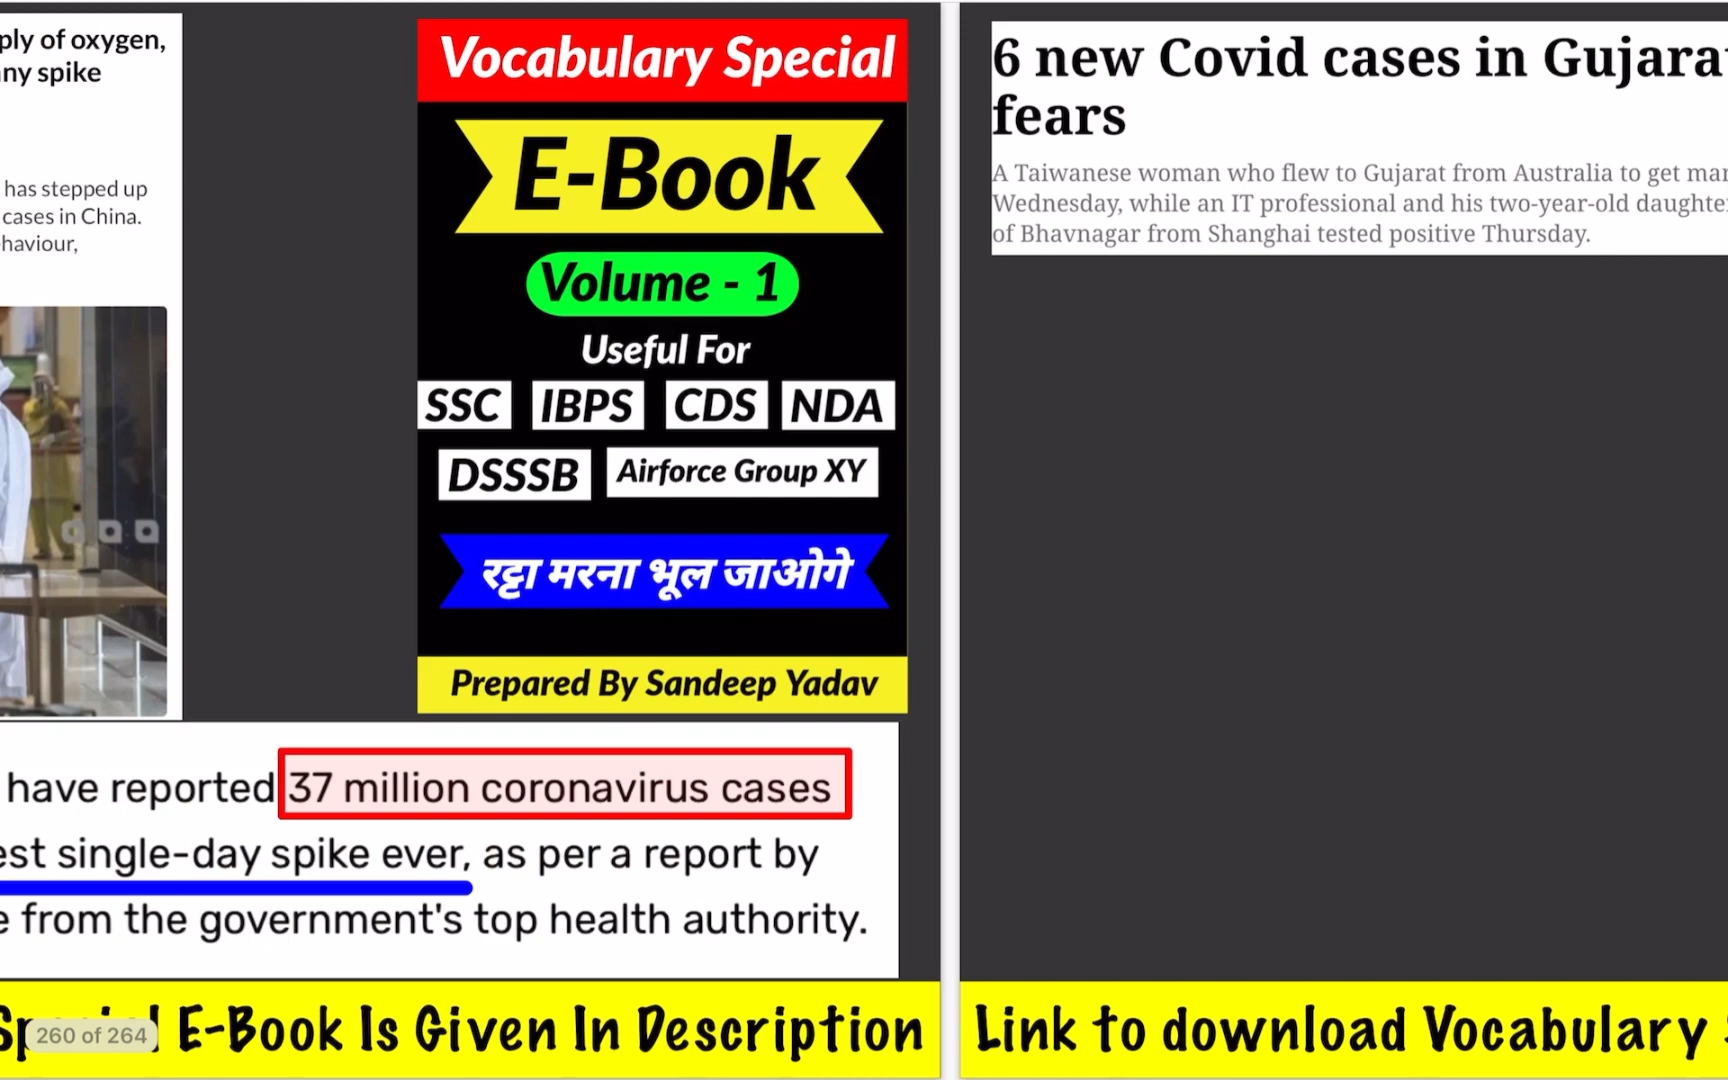 ply of oxygen,
ny spike
has stepped up
cases in China.
haviour,
Vocabulary Special
E-Book
Volume - 1
Useful For
SSC IBPS CDS NDA
DSSSB Airforce Group XY
रट्टा मरना भूल जाओगे
Prepared By Sandeep Yadav
have reported 37 million coronavirus cases
est single-day spike ever, as per a report by
e from the government's top health authority.
E-Book Is Given In Description
260 of 264
6 new Covid cases in Gujara
fears
A Taiwanese woman who flew to Gujarat from Australia to get mar
Wednesday, while an IT professional and his two-year-old daughte
of Bhavnagar from Shanghai tested positive Thursday.
Link to download Vocabulary